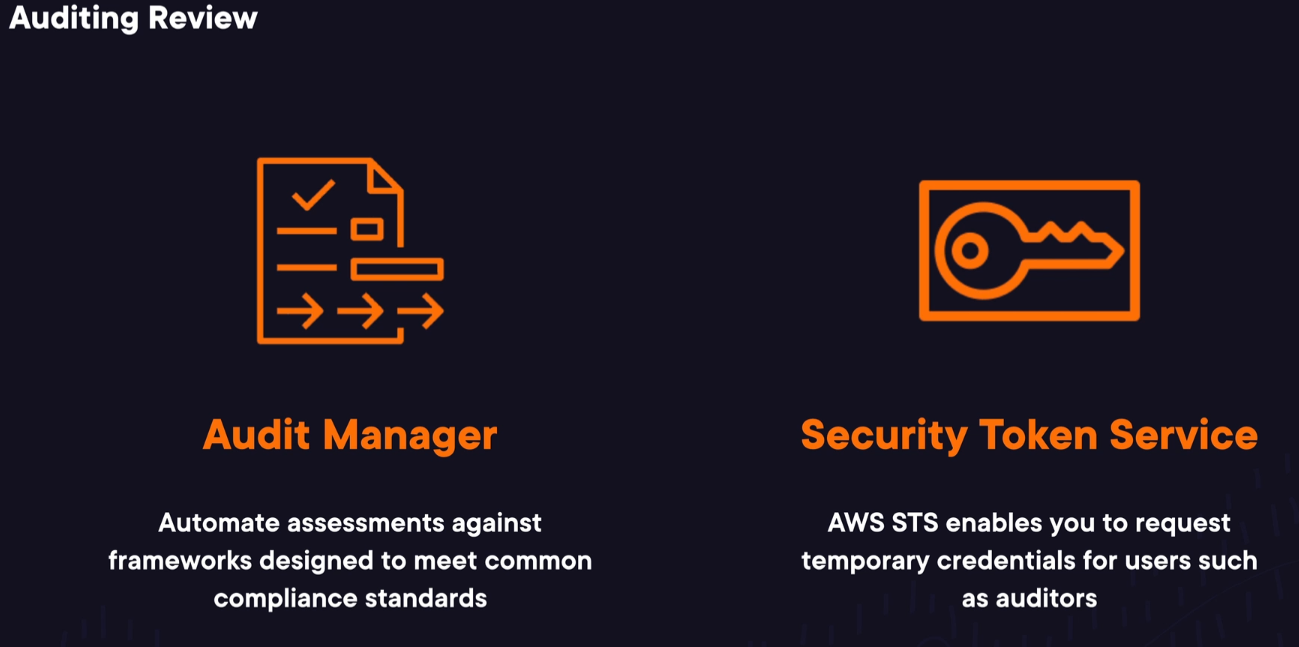 Auditing Review
Audit Manager
Automate assessments against
frameworks designed to meet common
compliance standards
Security Token Service
AWS STS enables you to request
temporary credentials for users such
as auditors